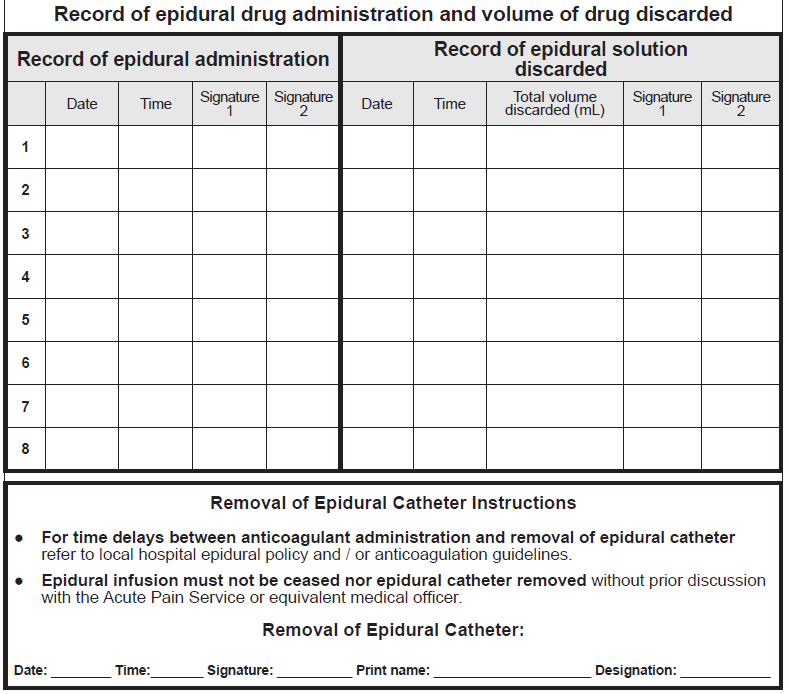 Record of epidural drug administration and volume of drug discarded
Record of epidural administration
Record of epidural solution
discarded
Date Time Signature 1 Signature 2 Date Time Total volume discarded (mL) Signature 1 Signature 2
1
2
3
4
5
6
7
8
Removal of Epidural Catheter Instructions
● For time delays between anticoagulant administration and removal of epidural catheter
refer to local hospital epidural policy and / or anticoagulation guidelines.
● Epidural infusion must not be ceased nor epidural catheter removed without prior discussion
with the Acute Pain Service or equivalent medical officer.
Removal of Epidural Catheter:
Date: ________ Time:_______ Signature: __________ Print name: _____________________ Designation: ____________